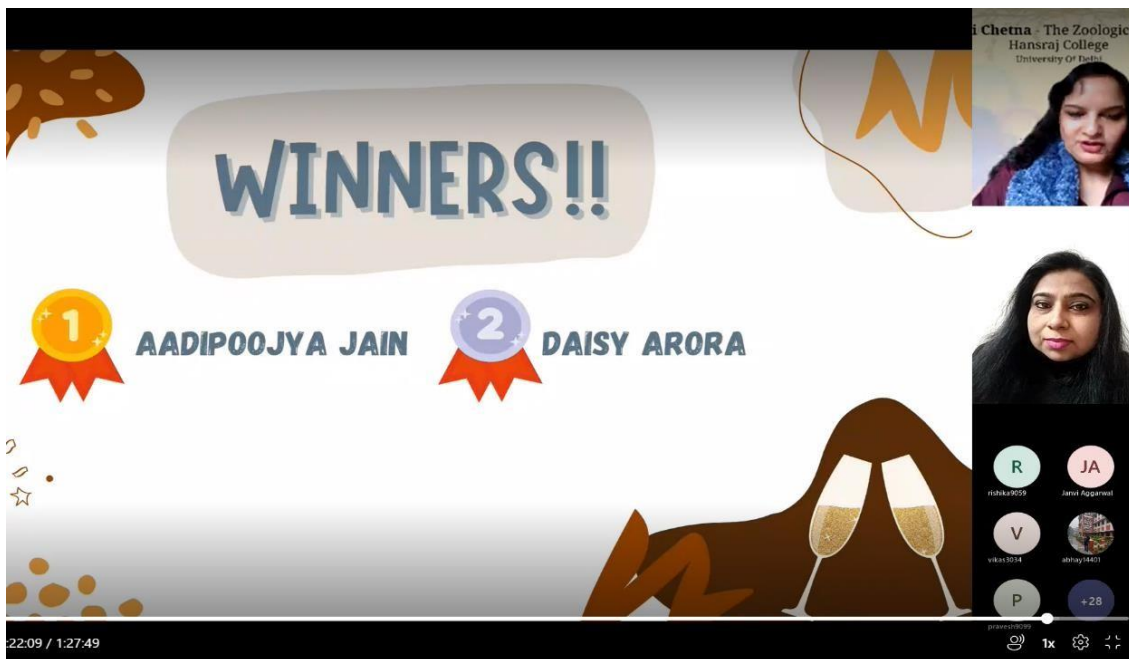 i Chetna - The Zoologic
Hansraj College
University Of Delhi
WINNERS!!
1 AADIPOOJYA JAIN 2 DAISY ARORA
R JA
rishika9059 Janvi Aggarwal
V
vikas3034 abhay14401
P +28
pravesh9099
:22:09 / 1:27:49
1x